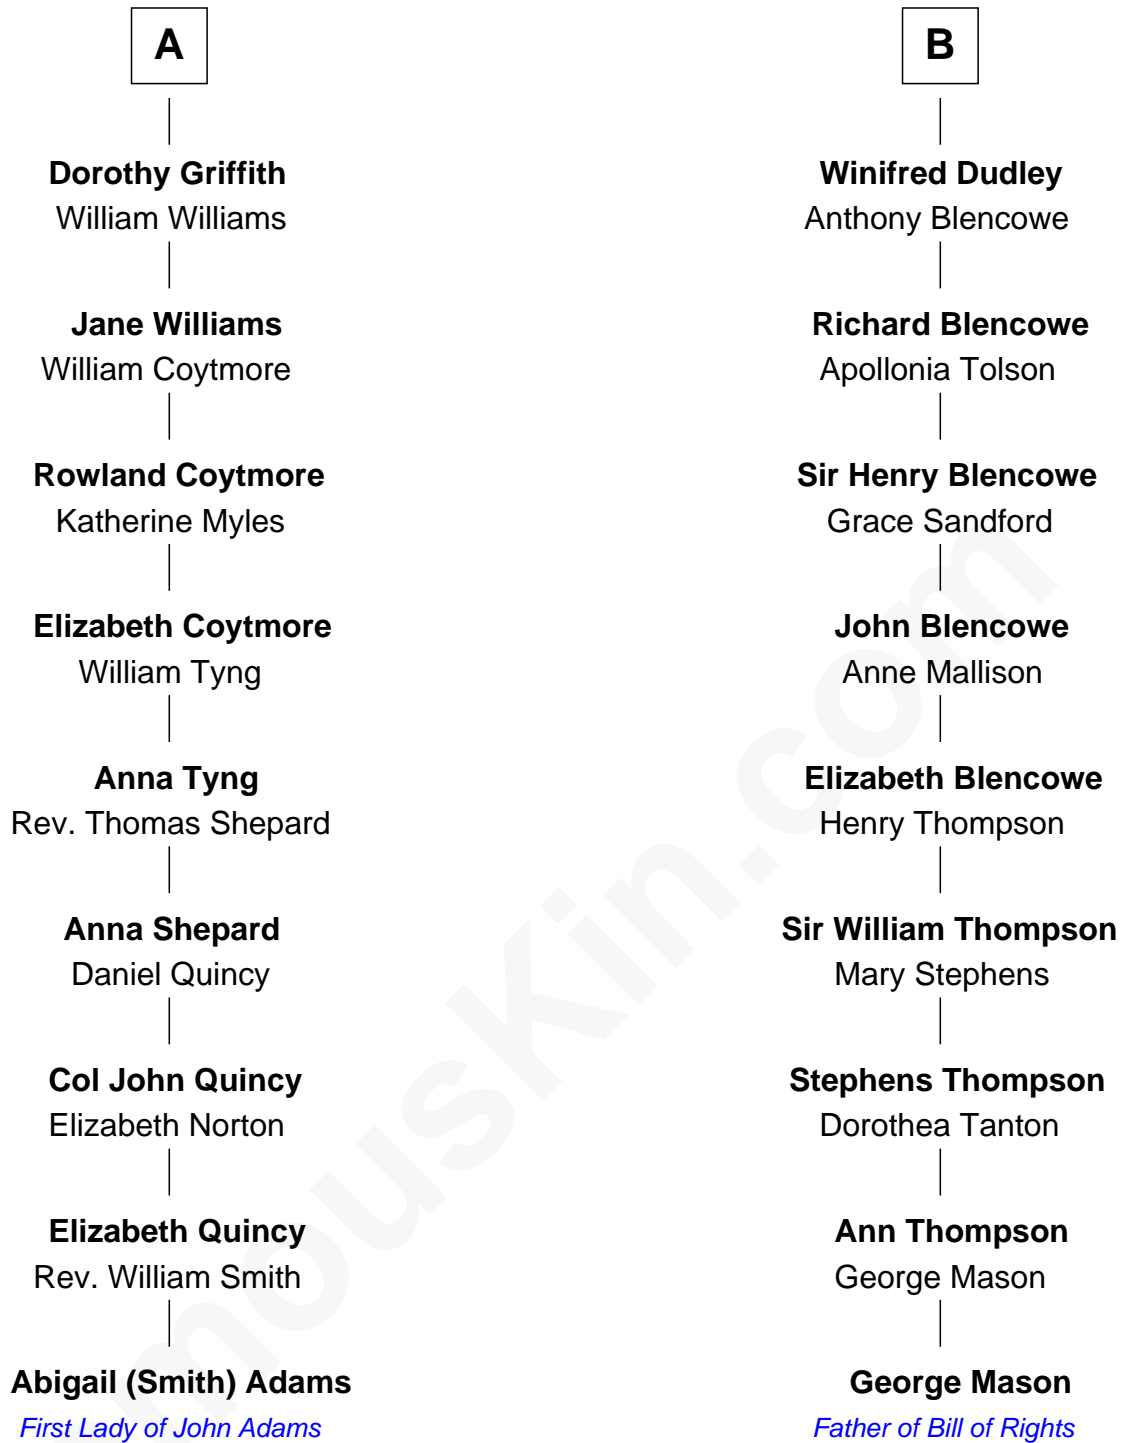 A
Dorothy Griffith
William Williams
Jane Williams
William Coytmore
Rowland Coytmore
Katherine Myles
Elizabeth Coytmore
William Tyng
Anna Tyng
Rev. Thomas Shepard
Anna Shepard
Daniel Quincy
Col John Quincy
Elizabeth Norton
Elizabeth Quincy
Rev. William Smith
Abigail (Smith) Adams
First Lady of John Adams
B
Winifred Dudley
Anthony Blencowe
Richard Blencowe
Apollonia Tolson
Sir Henry Blencowe
Grace Sandford
John Blencowe
Anne Mallison
Elizabeth Blencowe
Henry Thompson
Sir William Thompson
Mary Stephens
Stephens Thompson
Dorothea Tanton
Ann Thompson
George Mason
George Mason
Father of Bill of Rights
mousKin.com